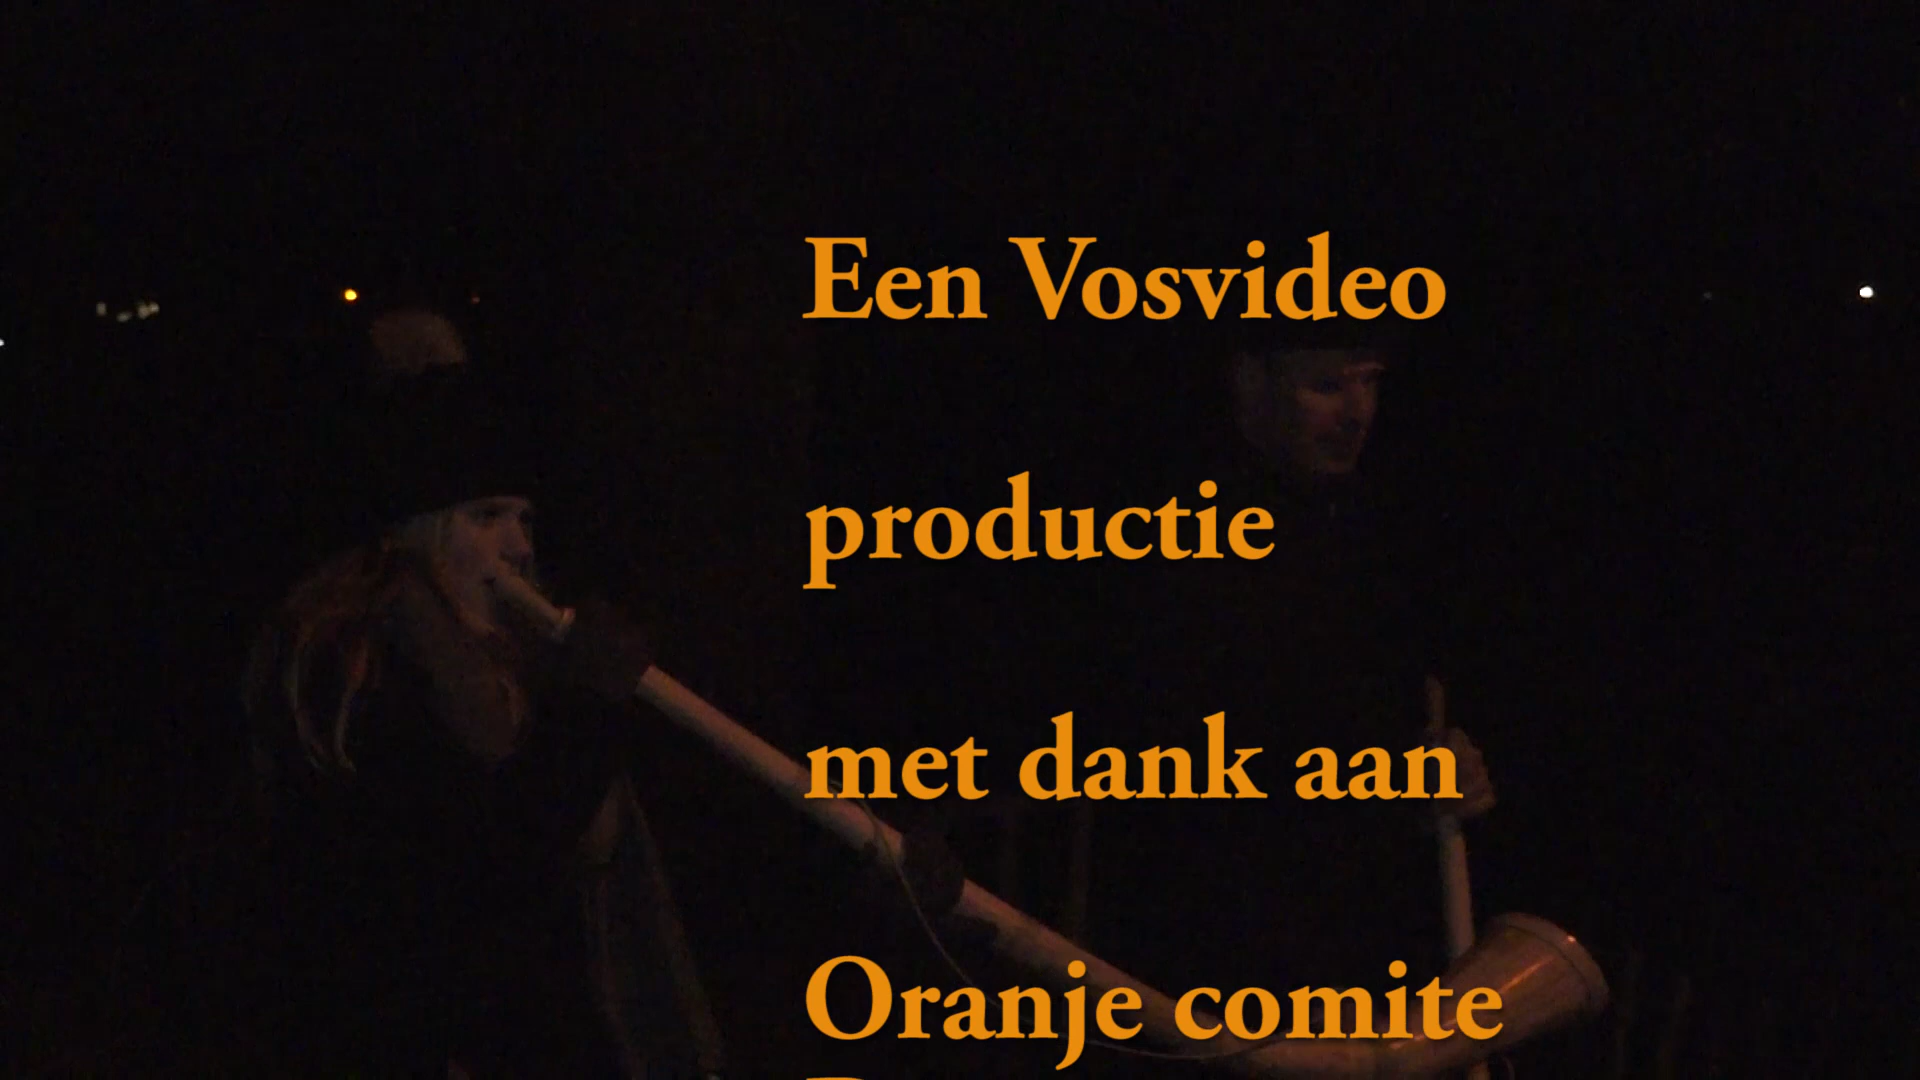 Een Vosvideo
productie
met dank aan
Oranje comite